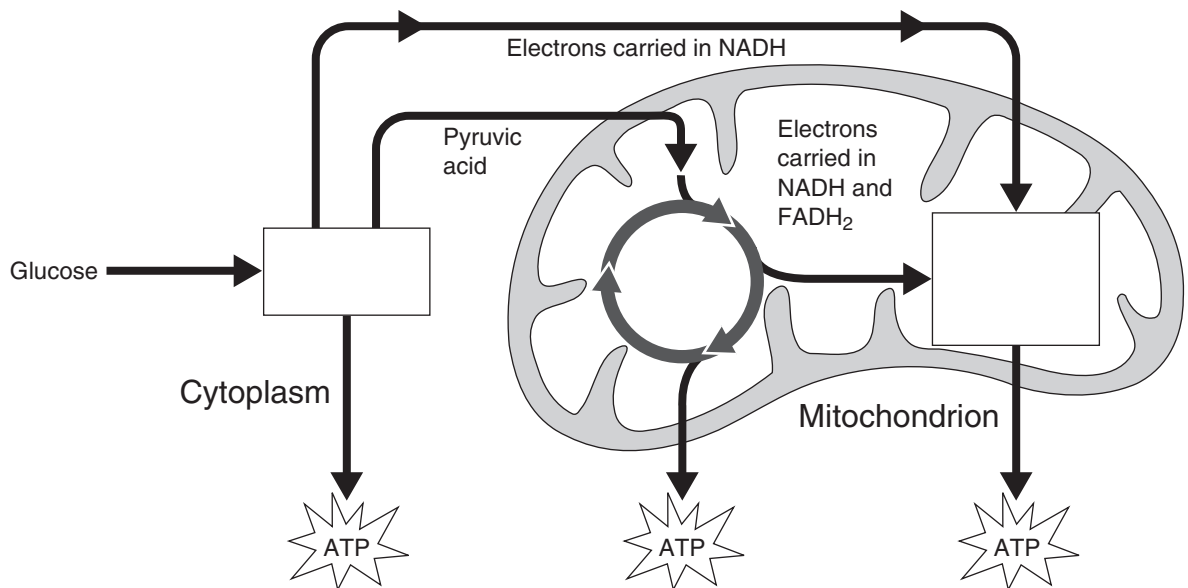 Electrons carried in NADH
Pyruvic
acid
Electrons
carried in
NADH and
FADH₂
Glucose
Cytoplasm
Mitochondrion
ATP
ATP
ATP